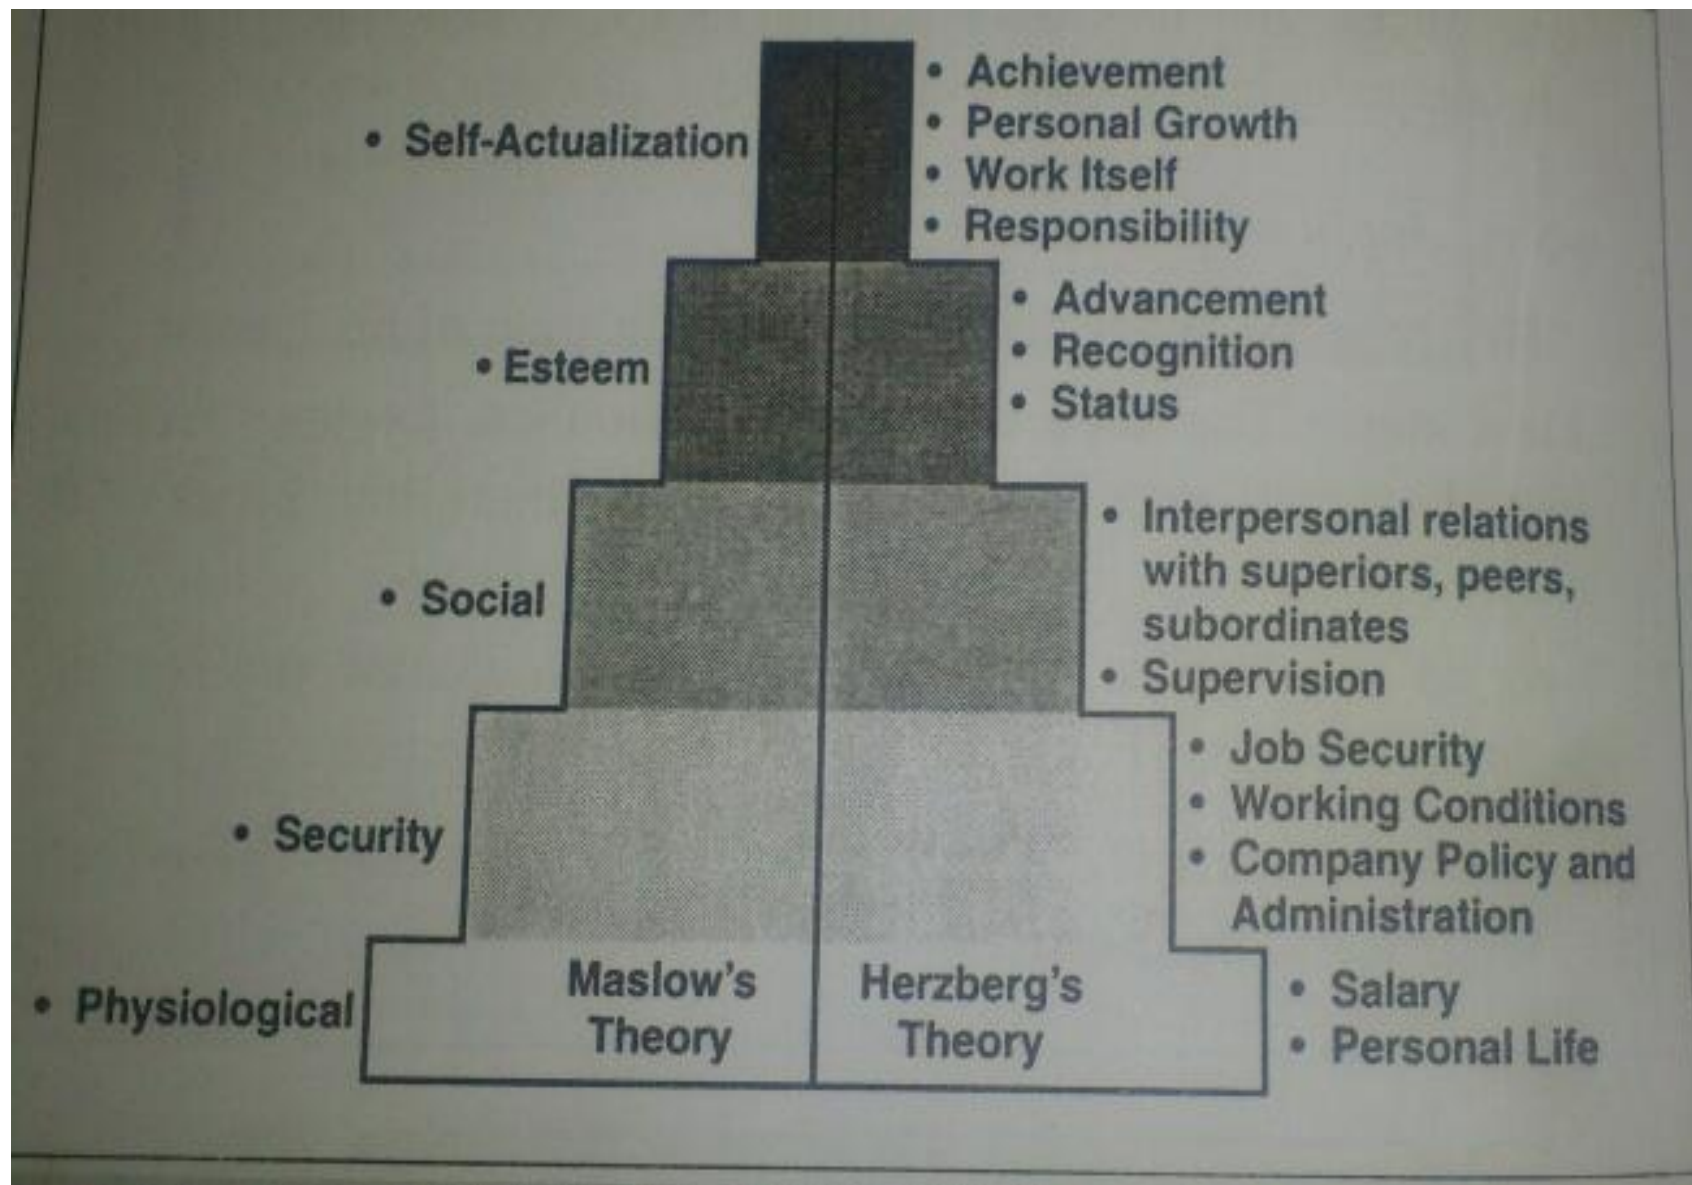 • Self-Actualization
• Achievement
• Personal Growth
• Work Itself
• Responsibility
• Esteem
• Advancement
• Recognition
• Status
• Social
• Interpersonal relations
with superiors, peers,
subordinates
• Supervision
• Security
• Job Security
• Working Conditions
• Company Policy and
Administration
• Physiological
Maslow's
Theory
Herzberg's
Theory
• Salary
• Personal Life